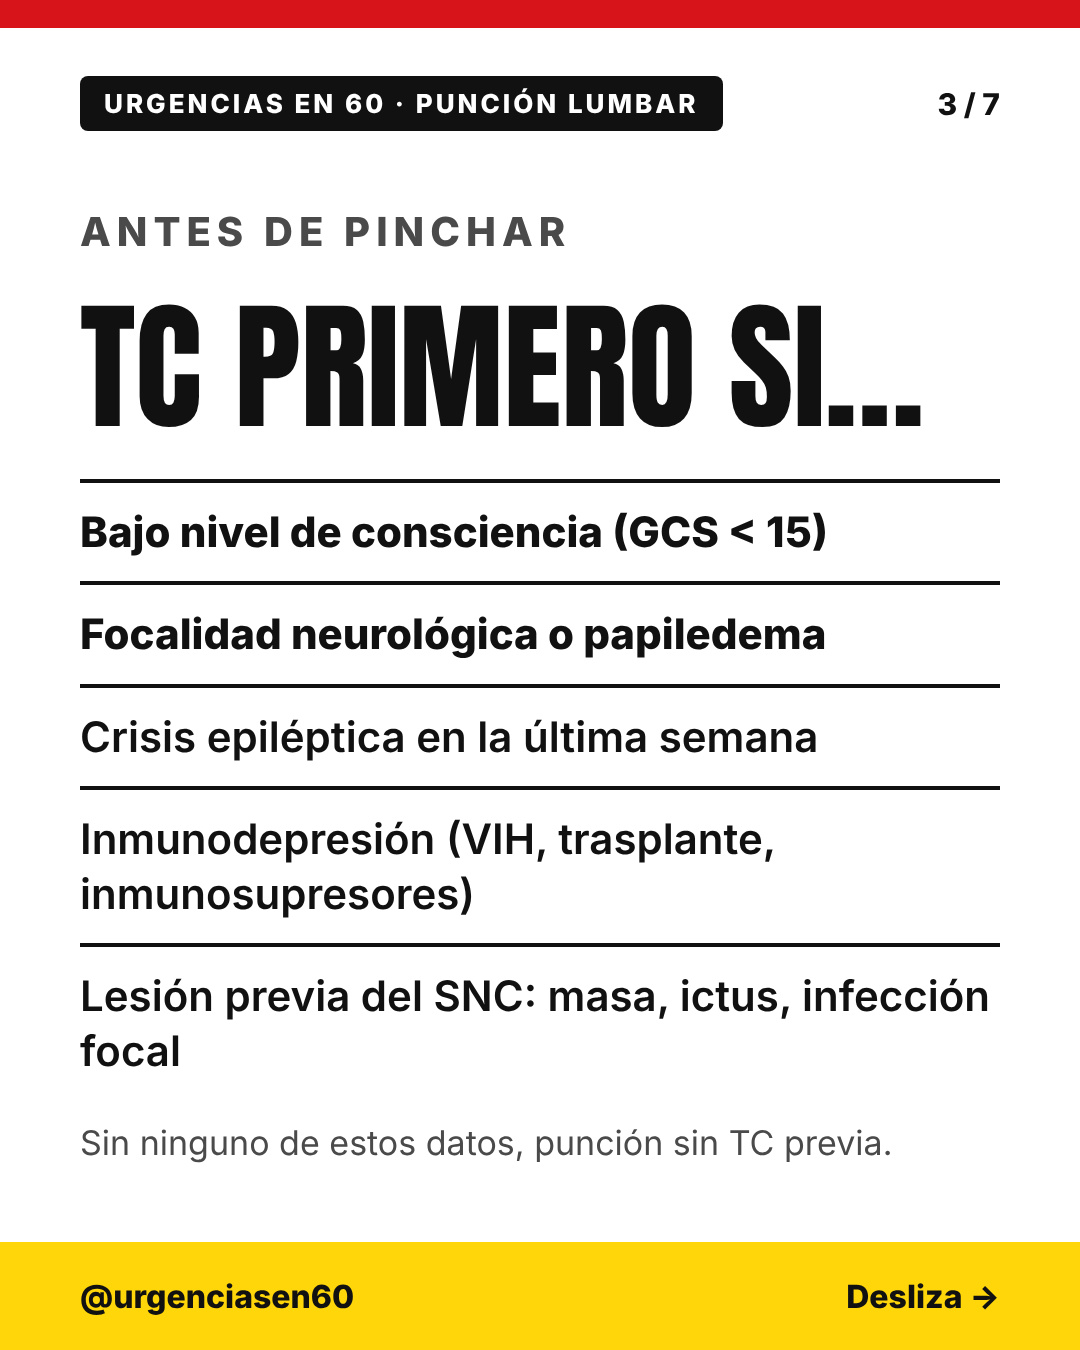 URGENCIAS EN 60 · PUNCIÓN LUMBAR
3 / 7
ANTES DE PINCHAR
TC PRIMERO SI...
Bajo nivel de consciencia (GCS < 15)
Focalidad neurológica o papiledema
Crisis epiléptica en la última semana
Inmunodepresión (VIH, trasplante,
inmunosupresores)
Lesión previa del SNC: masa, ictus, infección
focal
Sin ninguno de estos datos, punción sin TC previa.
@urgenciasen60
Desliza →